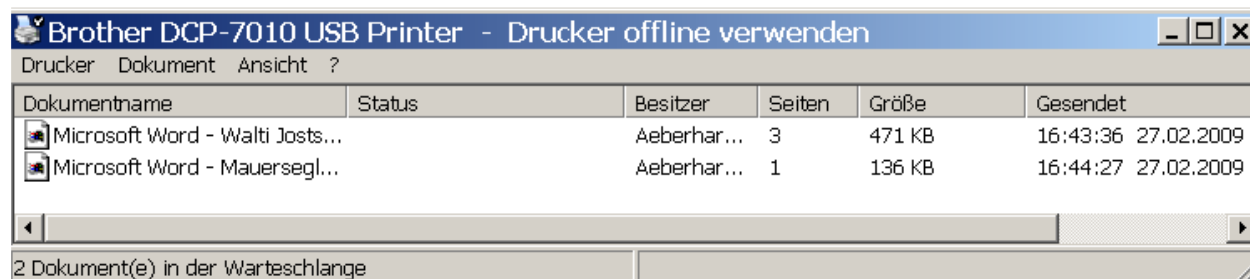 Brother DCP-7010 USB Printer - Drucker offline verwenden
Drucker Dokument Ansicht ?
Dokumentname Status Besitzer Seiten Größe Gesendet
Microsoft Word - Walti Josts... Aeberhar... 3 471 KB 16:43:36 27.02.2009
Microsoft Word - Mauersegl... Aeberhar... 1 136 KB 16:44:27 27.02.2009
2 Dokument(e) in der Warteschlange